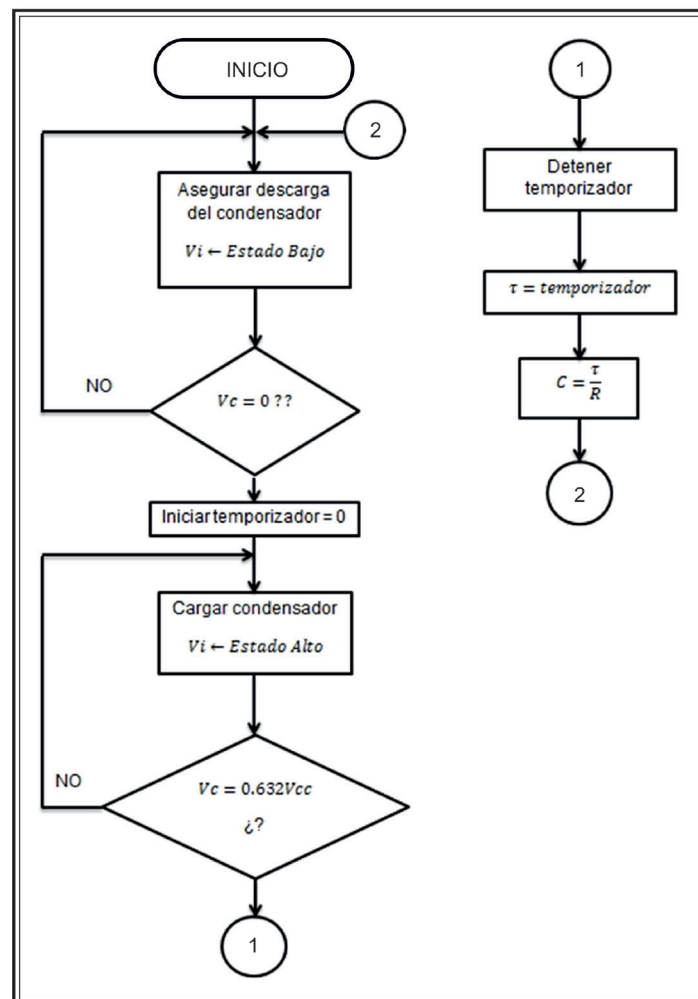 INICIO
2
Asegurar descarga
del condensador
Vi ← Estado Bajo
Vc = 0 ??
NO
Iniciar temporizador = 0
Cargar condensador
Vi ← Estado Alto
Vc = 0.632Vcc
¿?
NO
1
1
Detener
temporizador
τ = temporizador
C = τ/R
2